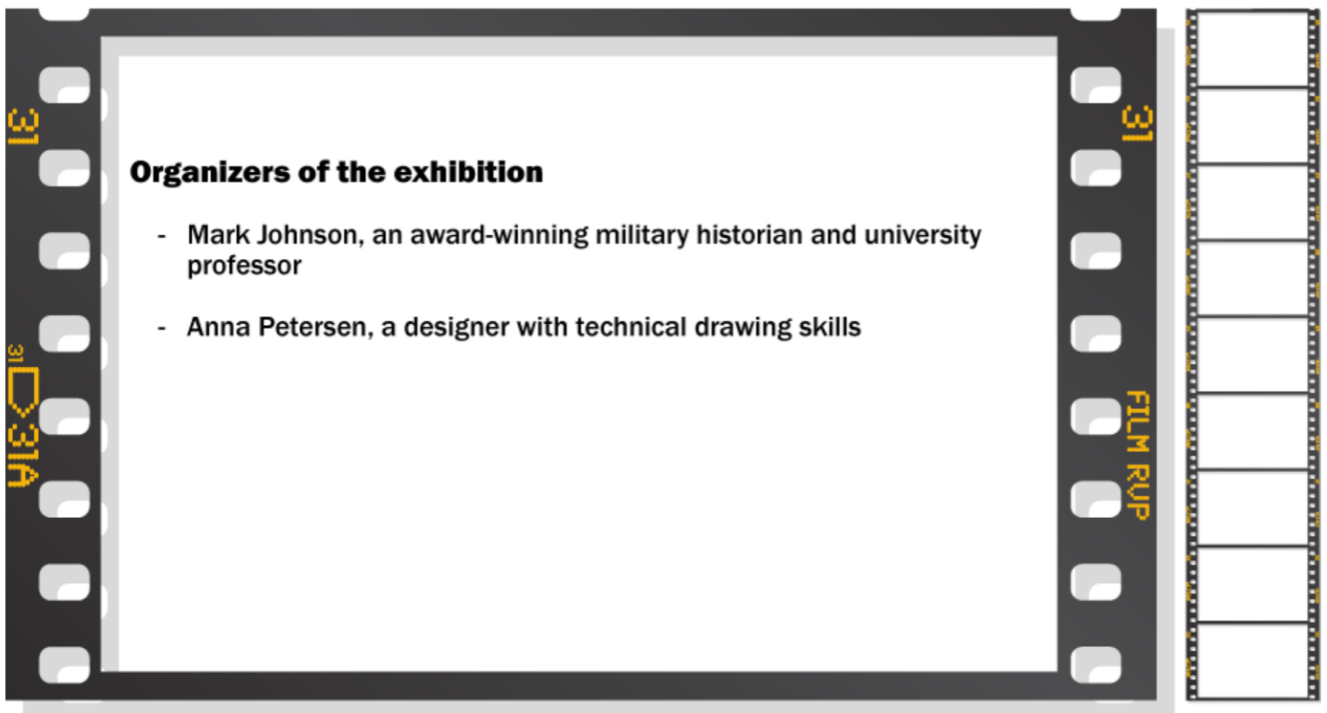 31
31
Organizers of the exhibition
- Mark Johnson, an award-winning military historian and university
professor
- Anna Petersen, a designer with technical drawing skills
31
31A
FILM RVP